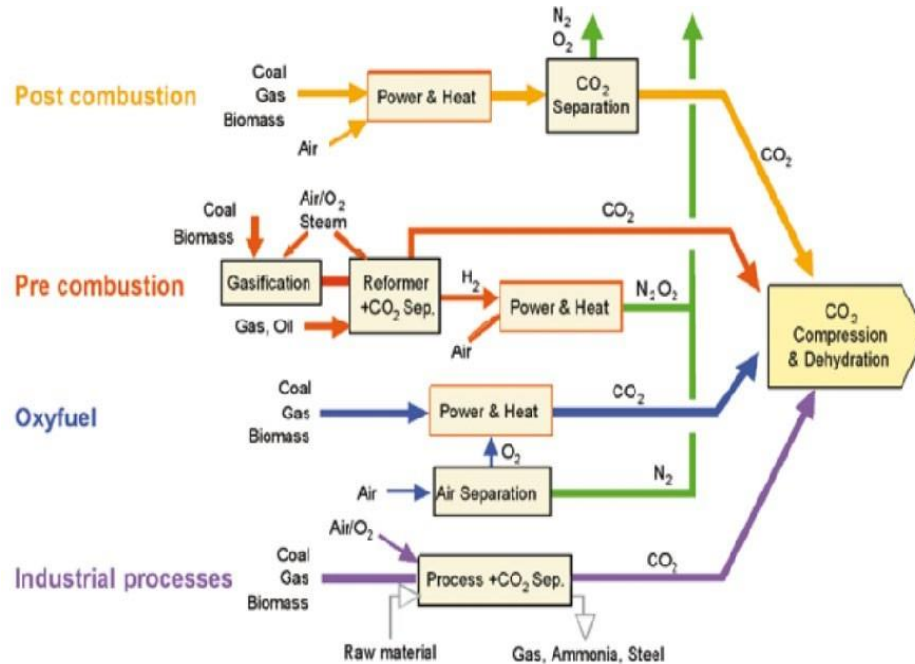 N₂
O₂
Post combustion
Coal
Gas
Biomass
Air
Power & Heat
CO₂
Separation
CO₂
Pre combustion
Coal
Biomass
Air/O₂
Steam
CO₂
Gasification
Reformer
+CO₂ Sep.
H₂
Power & Heat
N₂O₂
Gas, Oil
Air
CO₂
Compression
& Dehydration
Oxyfuel
Coal
Gas
Biomass
Power & Heat
CO₂
O₂
Air
Air Separation
N₂
Industrial processes
Air/O₂
Coal
Gas
Biomass
Process +CO₂ Sep.
CO₂
Raw material
Gas, Ammonia, Steel